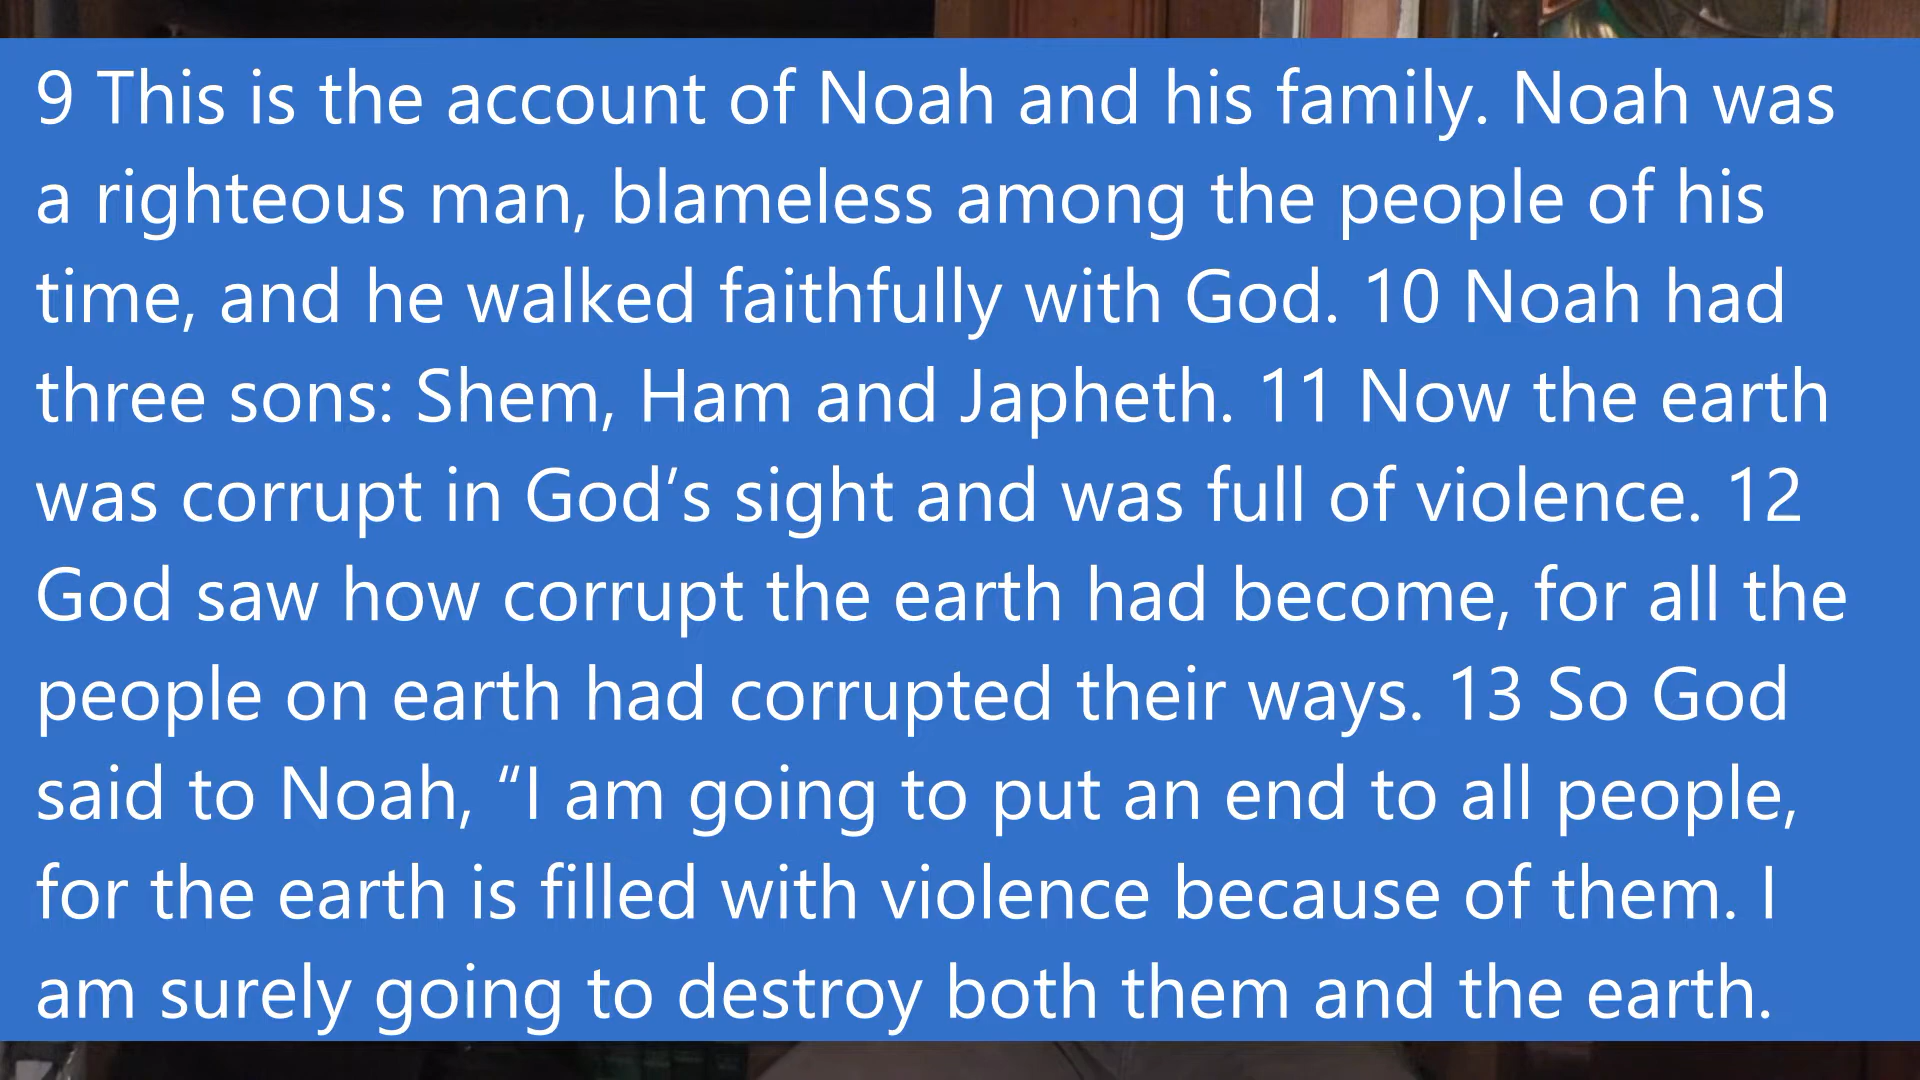 9 This is the account of Noah and his family. Noah was
a righteous man, blameless among the people of his
time, and he walked faithfully with God. 10 Noah had
three sons: Shem, Ham and Japheth. 11 Now the earth
was corrupt in God’s sight and was full of violence. 12
God saw how corrupt the earth had become, for all the
people on earth had corrupted their ways. 13 So God
said to Noah, “I am going to put an end to all people,
for the earth is filled with violence because of them. I
am surely going to destroy both them and the earth.